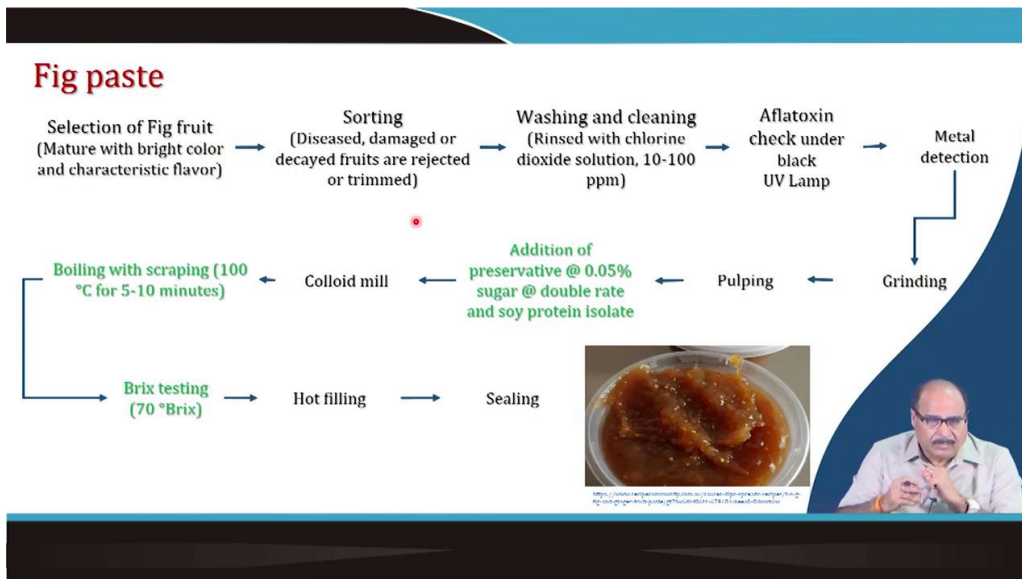 Fig paste
Selection of Fig fruit
(Mature with bright color
and characteristic flavor)
Sorting
(Diseased, damaged or
decayed fruits are rejected
or trimmed)
Washing and cleaning
(Rinsed with chlorine
dioxide solution, 10-100
ppm)
Aflatoxin
check under
black
UV Lamp
Metal
detection
Boiling with scraping (100
°C for 5-10 minutes)
Colloid mill
Addition of
preservative @ 0.05%
sugar @ double rate
and soy protein isolate
Pulping
Grinding
Brix testing
(70 °Brix)
Hot filling
Sealing